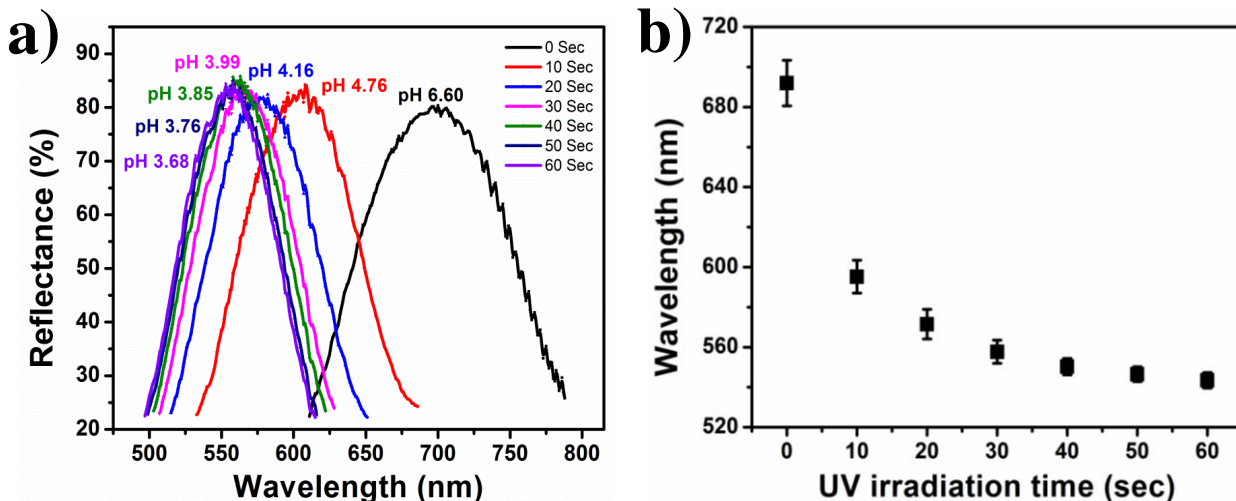 a)
Reflectance (%)
90
85
80
75
70
65
60
55
50
45
40
35
30
25
20
500 550 600 650 700 750 800
Wavelength (nm)
pH 3.99
pH 4.16
pH 4.76
pH 3.85
pH 6.60
pH 3.76
pH 3.68
0 Sec
10 Sec
20 Sec
30 Sec
40 Sec
50 Sec
60 Sec
b)
Wavelength (nm)
720
680
640
600
560
520
0 10 20 30 40 50 60
UV irradiation time (sec)